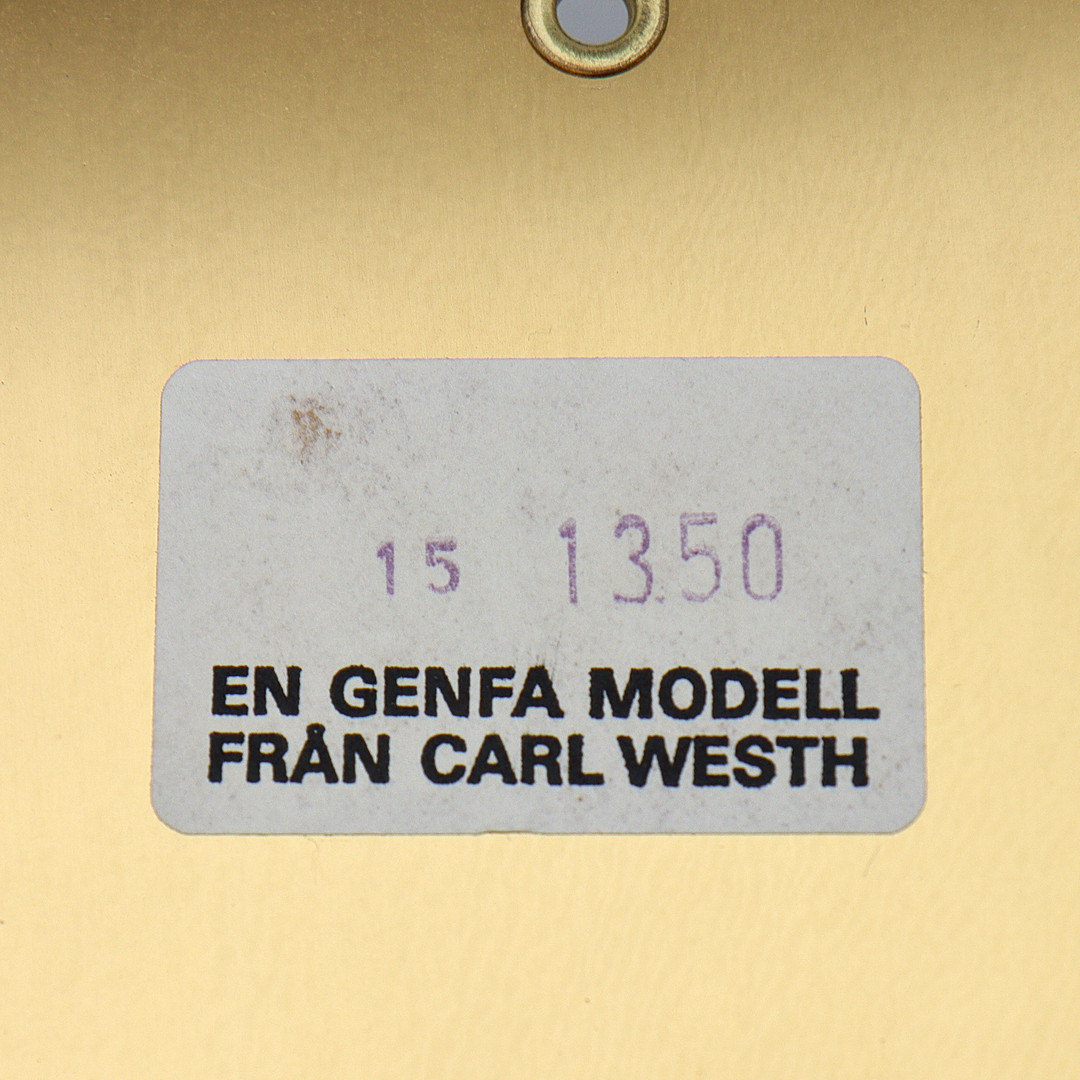 15 13.50
EN GENFA MODELL
FRÅN CARL WESTH